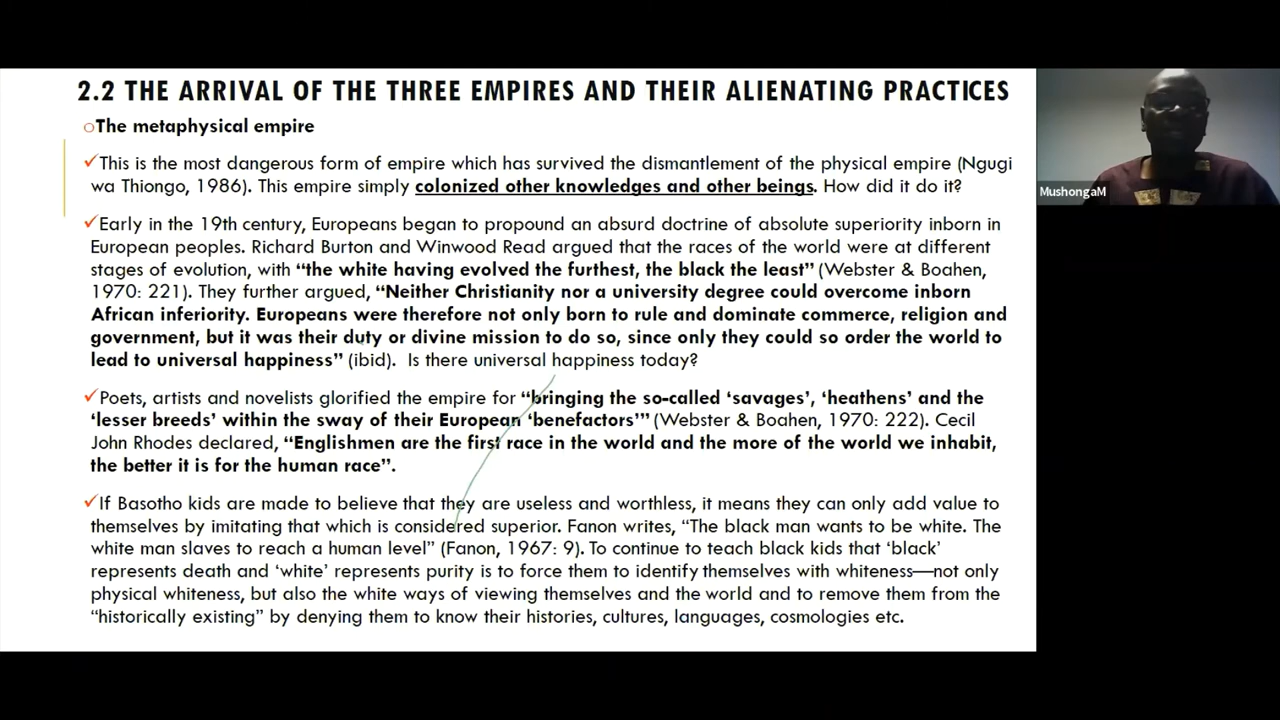 2.2 THE ARRIVAL OF THE THREE EMPIRES AND THEIR ALIENATING PRACTICES
oThe metaphysical empire
✓This is the most dangerous form of empire which has survived the dismantlement of the physical empire (Ngugi
wa Thiongo, 1986). This empire simply colonized other knowledges and other beings. How did it do it?
✓Early in the 19th century, Europeans began to propound an absurd doctrine of absolute superiority inborn in
European peoples. Richard Burton and Winwood Read argued that the races of the world were at different
stages of evolution, with “the white having evolved the furthest, the black the least” (Webster & Boahen,
1970: 221). They further argued, “Neither Christianity nor a university degree could overcome inborn
African inferiority. Europeans were therefore not only born to rule and dominate commerce, religion and
government, but it was their duty or divine mission to do so, since only they could so order the world to
lead to universal happiness” (ibid). Is there universal happiness today?
✓Poets, artists and novelists glorified the empire for “bringing the so-called ‘savages’, ‘heathens’ and the
‘lesser breeds’ within the sway of their European ‘benefactors’” (Webster & Boahen, 1970: 222). Cecil
John Rhodes declared, “Englishmen are the first race in the world and the more of the world we inhabit,
the better it is for the human race”.
✓If Basotho kids are made to believe that they are useless and worthless, it means they can only add value to
themselves by imitating that which is considered superior. Fanon writes, “The black man wants to be white. The
white man slaves to reach a human level” (Fanon, 1967: 9). To continue to teach black kids that ‘black’
represents death and ‘white’ represents purity is to force them to identify themselves with whiteness—not only
physical whiteness, but also the white ways of viewing themselves and the world and to remove them from the
“historically existing” by denying them to know their histories, cultures, languages, cosmologies etc.
MushongaM